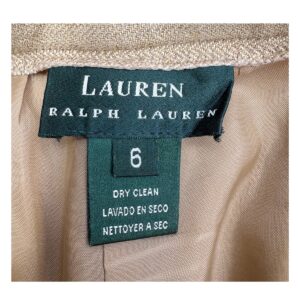 LAUREN
RALPH LAUREN
6
DRY CLEAN
LAVADO EN SECO
NETTOYER A SEC